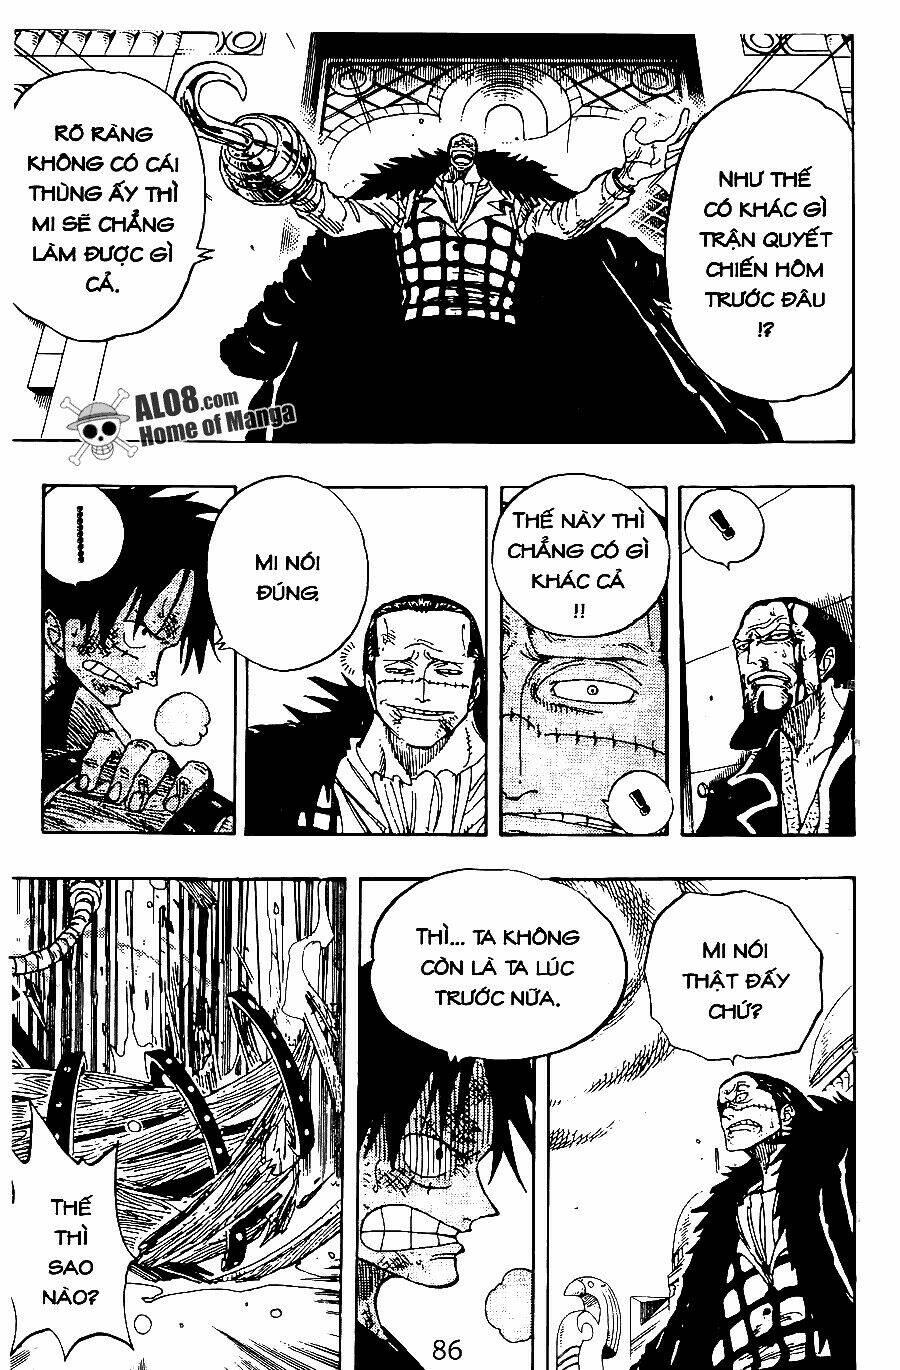 NHƯ THẾ
CÓ KHÁC GÌ
TRẬN QUYẾT
CHIẾN HÔM
TRƯỚC ĐÂU
!?
RÕ RÀNG
KHÔNG CÓ CÁI
THÙNG ẤY THÌ
MI SẼ CHẲNG
LÀM ĐƯỢC GÌ
CẢ.
AL08.com
Home of Manga
!
THẾ NÀY THÌ
CHẲNG CÓ GÌ
KHÁC CẢ
!!
!
MI NÓI
ĐÚNG.
.........
MI NÓI
THẬT ĐẤY
CHỨ?
THÌ... TA KHÔNG
CÒN LÀ TA LÚC
TRƯỚC NỮA.
THẾ
THÌ
SAO
NÀO?
86